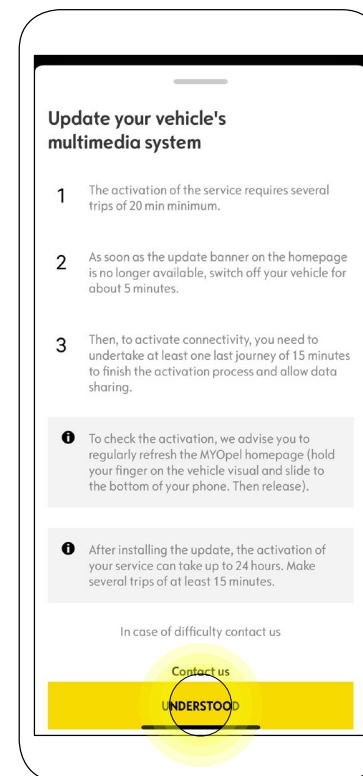 Update your vehicle's
multimedia system
1 The activation of the service requires several
trips of 20 min minimum.
2 As soon as the update banner on the homepage
is no longer available, switch off your vehicle for
about 5 minutes.
3 Then, to activate connectivity, you need to
undertake at least one last journey of 15 minutes
to finish the activation process and allow data
sharing.
To check the activation, we advise you to
regularly refresh the MYOpel homepage (hold
your finger on the vehicle visual and slide to
the bottom of your phone. Then release).
After installing the update, the activation of
your service can take up to 24 hours. Make
several trips of at least 15 minutes.
In case of difficulty contact us
Contact us
UNDERSTOOD